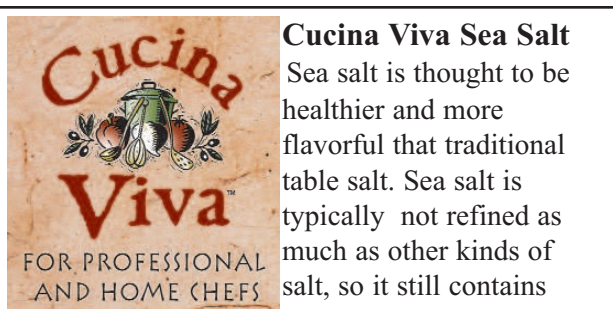 Cucina
Viva™
FOR PROFESSIONAL
AND HOME CHEFS
Cucina Viva Sea Salt
Sea salt is thought to be
healthier and more
flavorful that traditional
table salt. Sea salt is
typically not refined as
much as other kinds of
salt, so it still contains